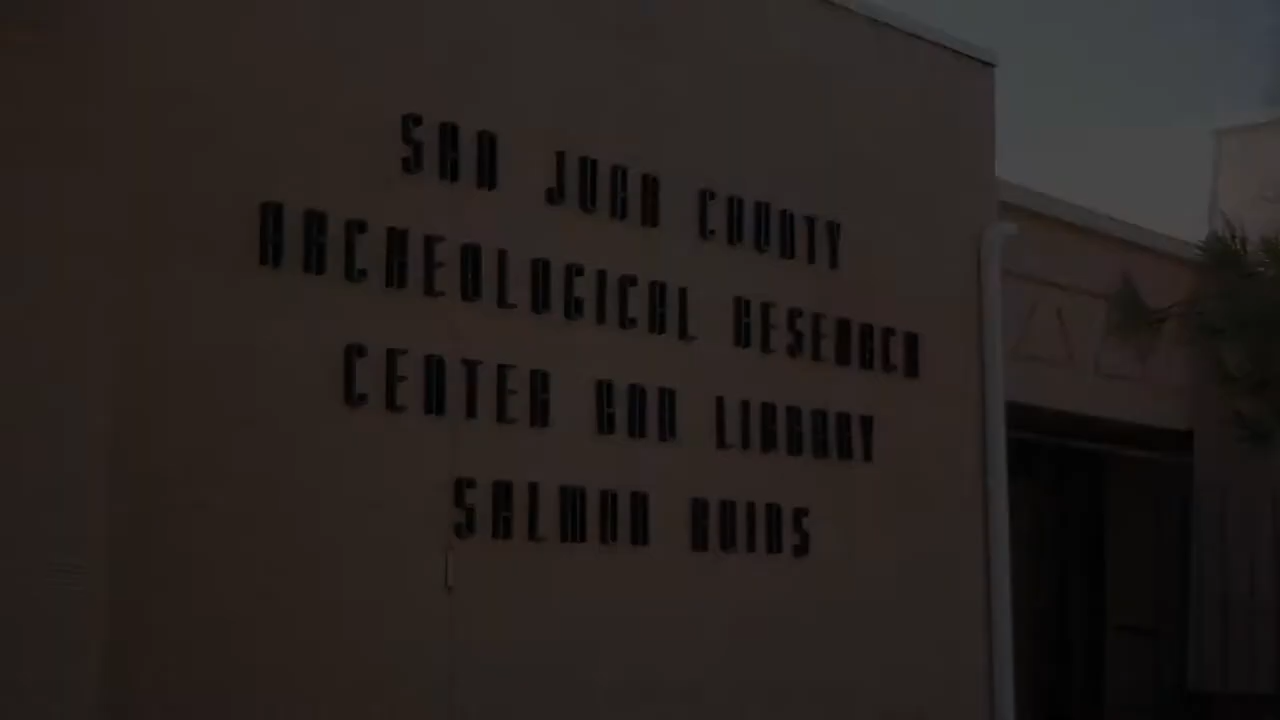 SAN JUAN COUNTY
ARCHEOLOGICAL RESEARCH
CENTER AND LIBRARY
SALMON RUINS